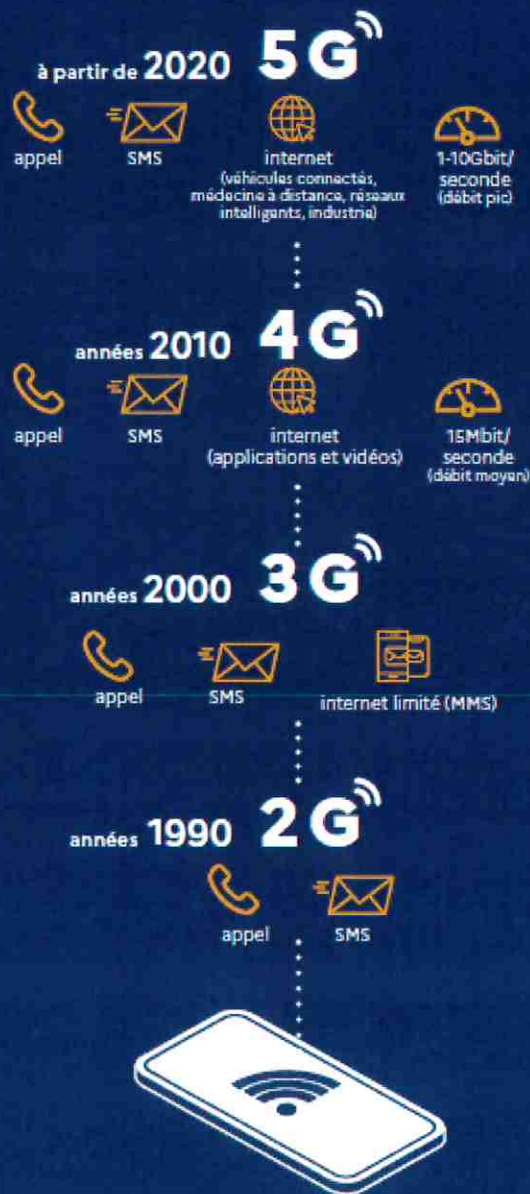 à partir de 2020 5G
appel
SMS
internet
(véhicules connectés,
médecine à distance, réseaux
intelligents, industrie)
1-10Gbit/
seconde
(débit pic)
années 2010 4G
appel
SMS
internet
(applications et vidéos)
15Mbit/
seconde
(débit moyen)
années 2000 3G
appel
SMS
internet limité (MMS)
années 1990 2G
appel
SMS